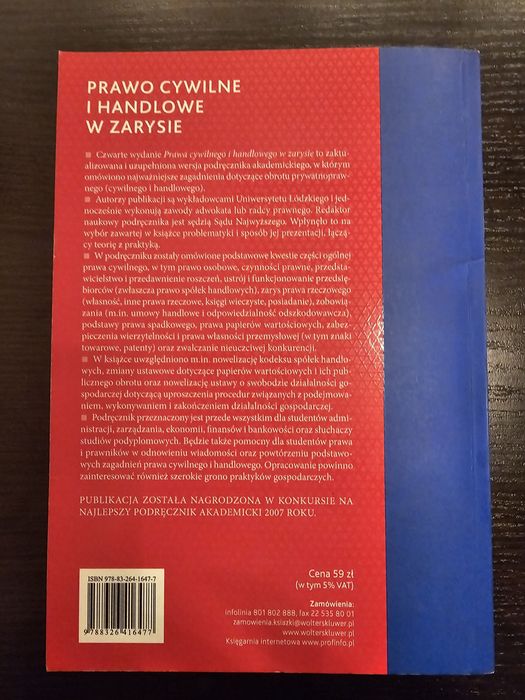 PRAWO CYWILNE
I HANDLOWE
W ZARYSIE
■ Czwarte wydanie Prawa cywilnego i handlowego w zarysie to zaktu-
alizowana i uzupełniona wersja podręcznika akademickiego, w którym
omówiono najważniejsze zagadnienia dotyczące obrotu prywatnopraw-
nego (cywilnego i handlowego).
■ Autorzy publikacji są wykładowcami Uniwersytetu Łódzkiego i jed-
nocześnie wykonują zawody adwokata lub radcy prawnego. Redaktor
naukowy podręcznika jest sędzią Sądu Najwyższego. Wpłynęło to na
wybór zawartej w książce problematyki i sposób jej prezentacji, łączą-
cy teorię z praktyką.
■ W podręczniku zostały omówione podstawowe kwestie części ogólnej
prawa cywilnego, w tym prawo osobowe, czynności prawne, przedsta-
wicielstwo i przedawnienie roszczeń, ustrój i funkcjonowanie przedsię-
biorców (zwłaszcza prawo spółek handlowych), zarys prawa rzeczowego
(własność, inne prawa rzeczowe, księgi wieczyste, posiadanie), zobowią-
zania (m.in. umowy handlowe i odpowiedzialność odszkodowawcza),
podstawy prawa spadkowego, prawa papierów wartościowych, zabez-
pieczenia wierzytelności i prawa własności przemysłowej (w tym znaki
towarowe, patenty) oraz zwalczanie nieuczciwej konkurencji.
■ W książce uwzględniono m.in. nowelizację kodeksu spółek handlo-
wych, zmiany ustawowe dotyczące papierów wartościowych i ich pub-
licznego obrotu oraz nowelizację ustawy o swobodzie działalności go-
spodarczej dotyczącą uproszczenia procedur związanych z podejmowa-
niem, wykonywaniem i zakończeniem działalności gospodarczej.
■ Podręcznik przeznaczony jest przede wszystkim dla studentów admi-
nistracji, zarządzania, ekonomii, finansów i bankowości oraz słuchaczy
studiów podyplomowych. Będzie także pomocny dla studentów prawa
i prawników w odnowieniu wiadomości oraz powtórzeniu podstawo-
wych zagadnień prawa cywilnego i handlowego. Opracowanie powinno
zainteresować również szerokie grono praktyków gospodarczych.
PUBLIKACJA ZOSTAŁA NAGRODZONA W KONKURSIE NA
NAJLEPSZY PODRĘCZNIK AKADEMICKI 2007 ROKU.
ISBN 978-83-264-1647-7
9 788326 416477
Cena 59 zł
(w tym 5% VAT)
Zamówienia:
infolinia 801 802 888, fax 22 535 80 01
zamowienia.ksiazki@wolterskluwer.pl
www.wolterskluwer.pl
Księgarnia internetowa www.profinfo.pl